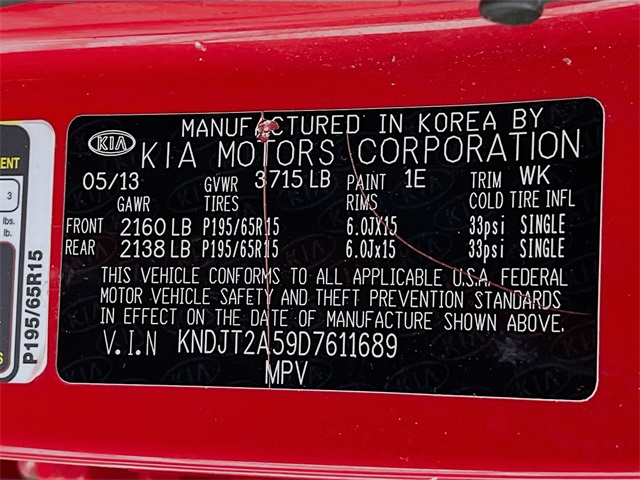 MANUFACTURED IN KOREA BY
KIA KIA MOTORS CORPORATION
05/13 GVWR 3715 LB PAINT 1E TRIM WK
GAWR TIRES RIMS COLD TIRE INFL
FRONT 2160 LB P195/65R15 6.0JX15 33psi SINGLE
REAR 2138 LB P195/65R15 6.0Jx15 33psi SINGLE
THIS VEHICLE CONFORMS TO ALL APPLICABLE U.S.A. FEDERAL
MOTOR VEHICLE SAFETY AND THEFT PREVENTION STANDARDS
IN EFFECT ON THE DATE OF MANUFACTURE SHOWN ABOVE.
V.I.N KNDJT2A59D7611689
MPV
3
lbs.
P195/65R15